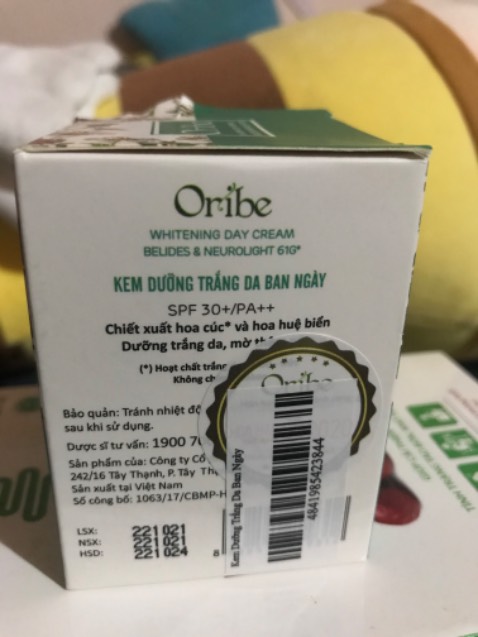 Oribe
WHITENING DAY CREAM
BELIDES & NEUROLIGHT 61G*
KEM DƯỠNG TRẮNG DA BAN NGÀY
SPF 30+/PA++
Chiết xuất hoa cúc* và hoa huệ biển
Dưỡng trắng da, mờ
(*) Hoạt chất trắng
Không
Bảo quản: Tránh nhiệt độ
sau khi sử dụng.
Dược sĩ tư vấn: 1900
Sản phẩm của: Công ty Cổ
242/16 Tây Thạnh, P. Tây
Sản xuất tại Việt Nam
Số công bố: 1063/17/CBMP-H
LSX: 221021
NSX: 221021
HSD: 221024
8
Oribe
Kem Dưỡng Trắng Da Ban Ngày
4841985423844